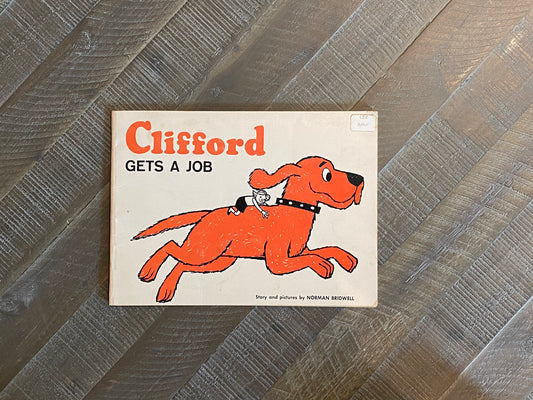 Clifford
GETS A JOB
Story and pictures by NORMAN BRIDWELL